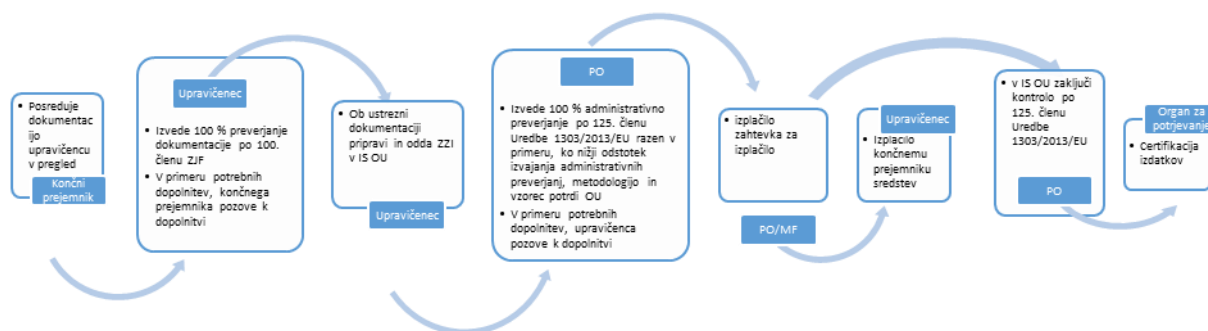 • Posreduje
dokumentac
ijo
upravičencu
v pregled
Končni
prejemnik
Upravičenec
• Izvede 100 % preverjanje
dokumentacije po 100.
členu ZJF
• V primeru potrebnih
dopolnitev, končnega
prejemnika pozove k
dopolnitvi
• Ob ustrezni
dokumentaciji
pripravi in odda ZZI
v IS OU
Upravičenec
PO
• Izvede 100 % administrativno
preverjanje po 125. členu
Uredbe 1303/2013/EU razen v
primeru, ko nižji odstotek
izvajanja administrativnih
preverjanj, metodologijo in
vzorec potrdi OU
• V primeru potrebnih
dopolnitev, upravičenca
pozove k dopolnitvi
• izplačilo
zahtevka za
izplačilo
PO/MF
Upravičenec
• Izplačilo
končnemu
prejemniku
sredstev
• v IS OU zaključi
kontrolo po
125. členu
Uredbe
1303/2013/EU
PO
Organ za
potrjevanje
• Certifikacija
izdatkov